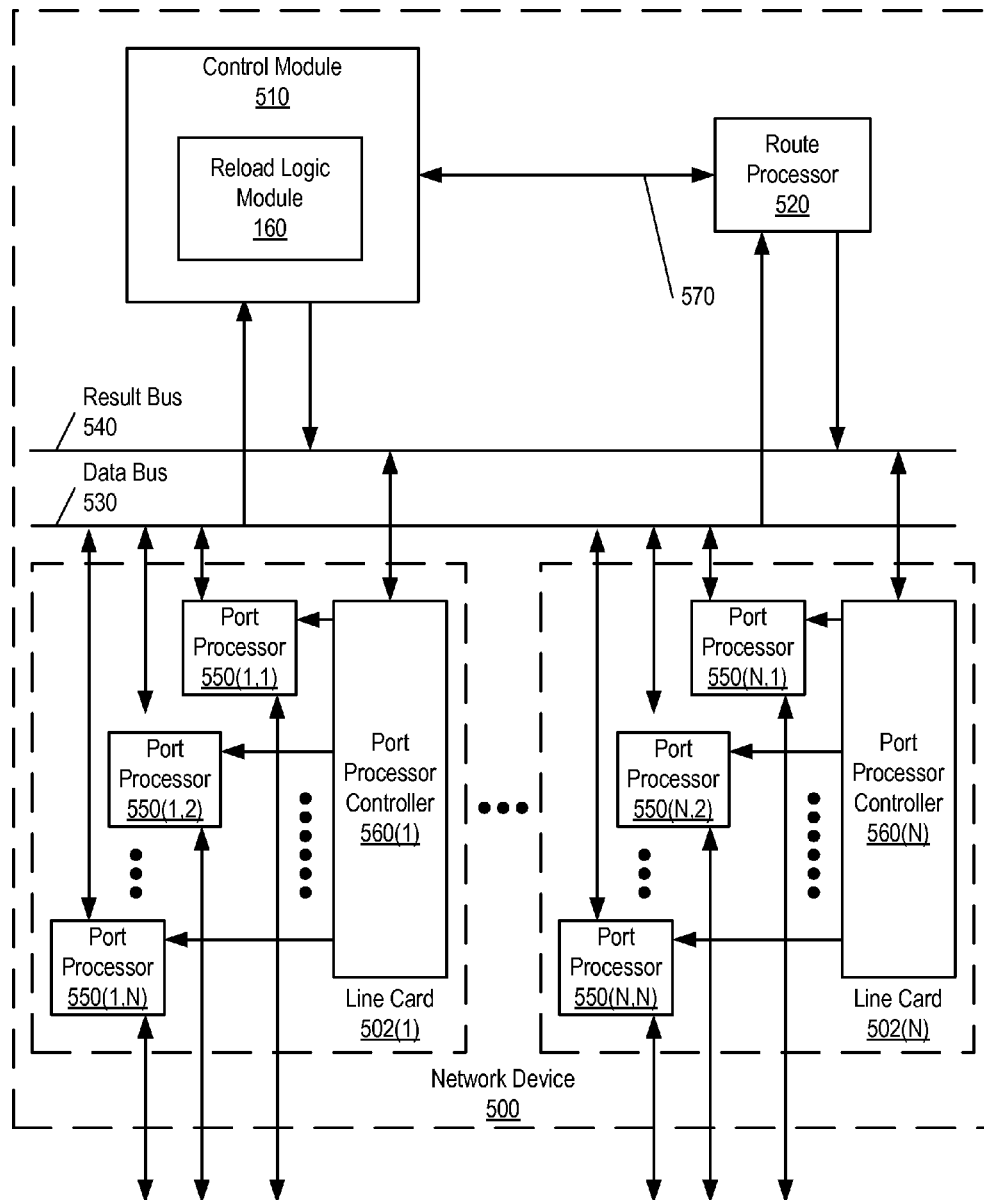 Control Module
510
Reload Logic
Module
160
Route
Processor
520
570
Result Bus
540
Data Bus
530
Port
Processor
550(1,1)
Port
Processor
550(1,2)
Port
Processor
550(1,N)
Port
Processor
Controller
560(1)
Line Card
502(1)
Port
Processor
550(N,1)
Port
Processor
550(N,2)
Port
Processor
550(N,N)
Port
Processor
Controller
560(N)
Line Card
502(N)
Network Device
500